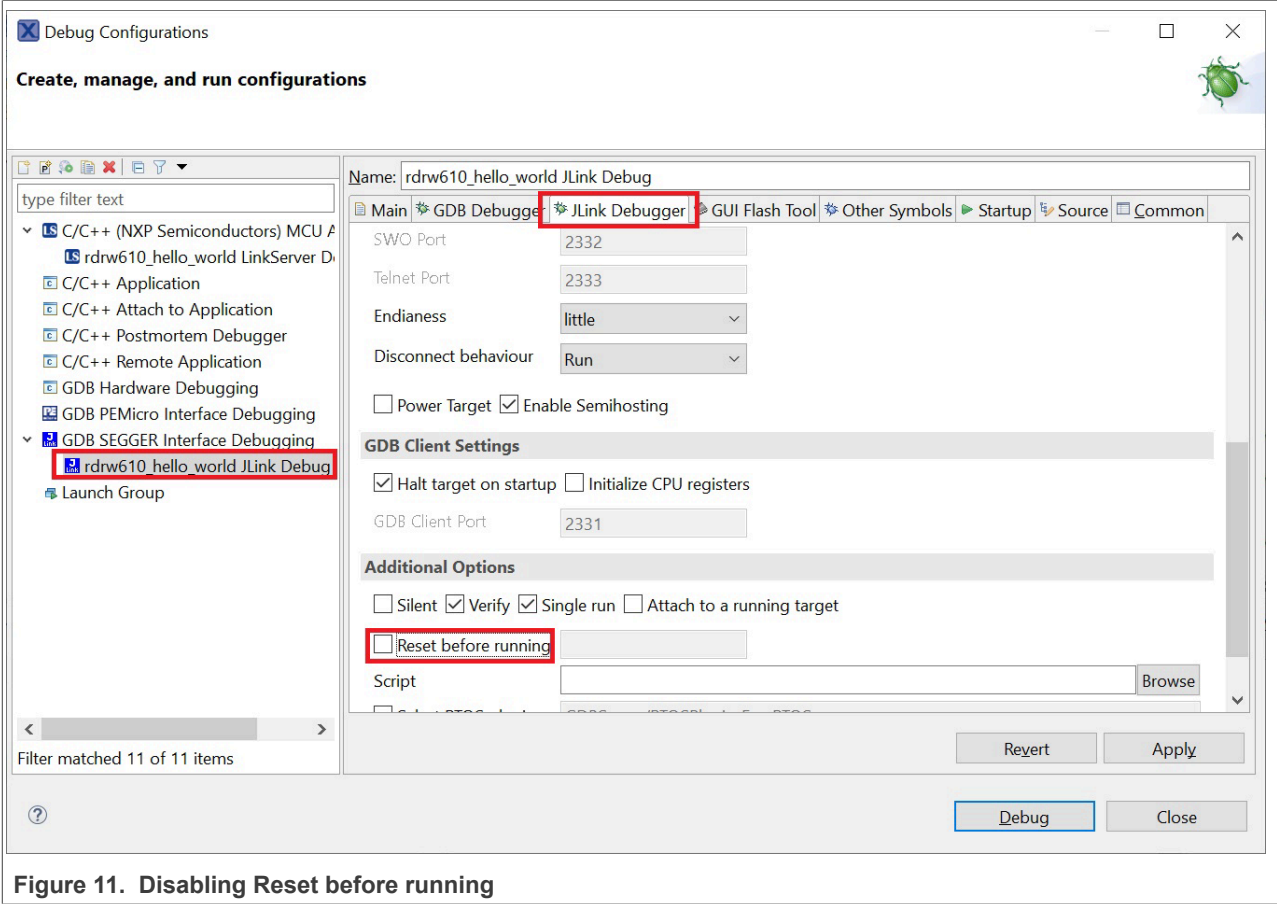 Debug Configurations
Create, manage, and run configurations
type filter text
C/C++ (NXP Semiconductors) MCU A
rdrw610_hello_world LinkServer D
C/C++ Application
C/C++ Attach to Application
C/C++ Postmortem Debugger
C/C++ Remote Application
GDB Hardware Debugging
GDB PEMicro Interface Debugging
GDB SEGGER Interface Debugging
rdrw610_hello_world JLink Debug
Launch Group
Filter matched 11 of 11 items
Name: rdrw610_hello_world JLink Debug
Main GDB Debugger JLink Debugger GUI Flash Tool Other Symbols Startup Source Common
SWO Port 2332
Telnet Port 2333
Endianess little
Disconnect behaviour Run
Power Target Enable Semihosting
GDB Client Settings
Halt target on startup Initialize CPU registers
GDB Client Port 2331
Additional Options
Silent Verify Single run Attach to a running target
Reset before running
Script Browse
Revert Apply
Debug Close
Figure 11. Disabling Reset before running